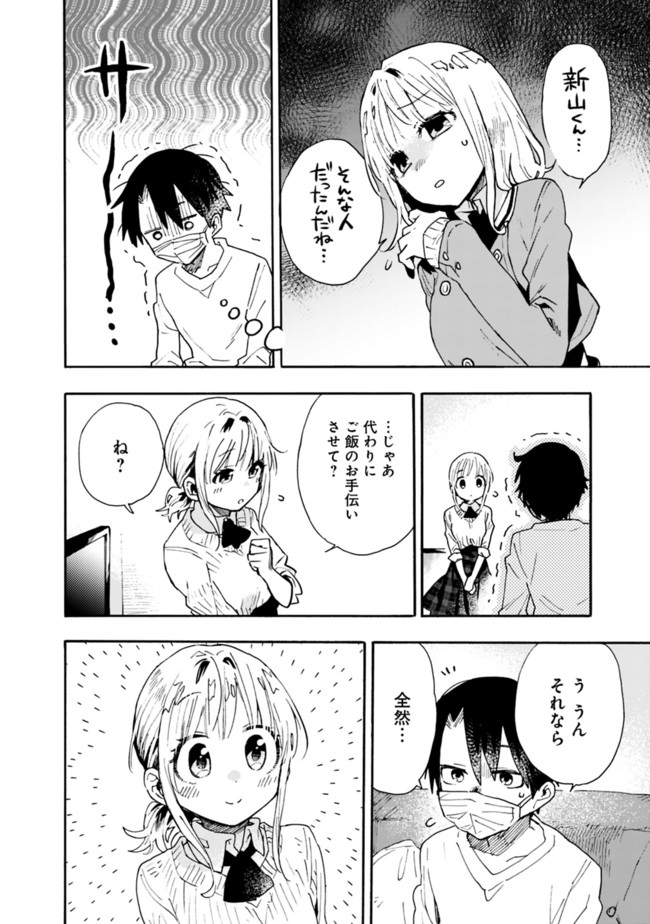 新山くん…
そんな人
だったんだね…
サーーー…
…じゃあ
代わりに
ご飯のお手伝い
させて？
ね？
う うん
それなら
全然…